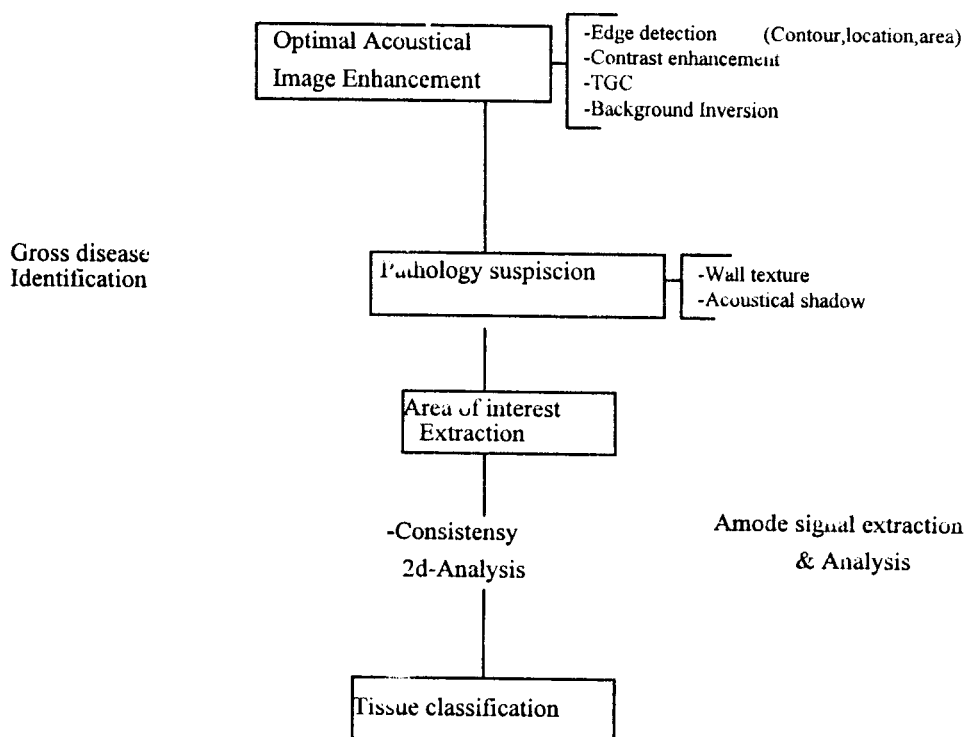 Optimal Acoustical
Image Enhancement
-Edge detection (Contour,location,area)
-Contrast enhancement
-TGC
-Background Inversion
Gross disease
Identification
Pathology suspiscion
-Wall texture
-Acoustical shadow
Area of interest
Extraction
-Consistensy
2d-Analysis
Amode signal extraction
& Analysis
Tissue classification